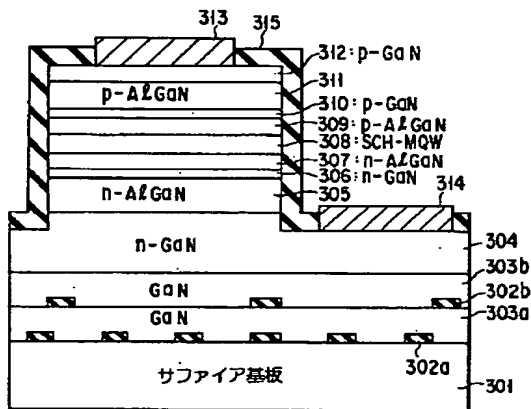 313
315
312:p-GaN
311
p-AlGaN
310:p-GaN
309:p-AlGaN
308:SCH-MQW
307:n-AlGaN
306:n-GaN
305
n-AlGaN
314
n-GaN
304
303b
GaN
302b
GaN
303a
サファイア基板
302a
301